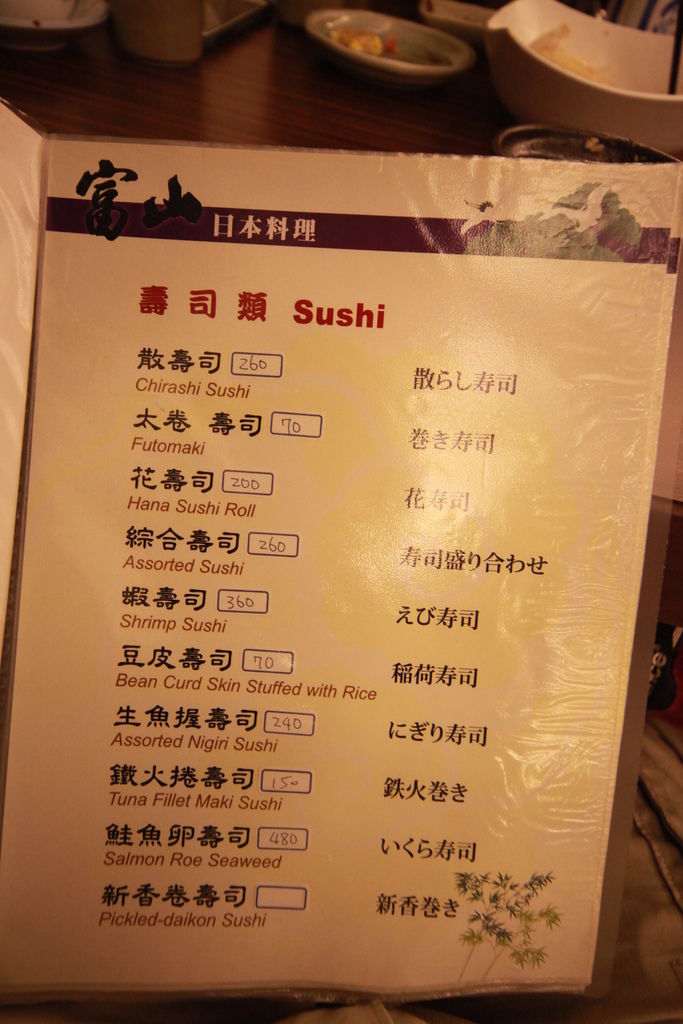 富山 日本料理
壽司類 Sushi
散壽司 260 散らし寿司
Chirashi Sushi
太卷 壽司 70 巻き寿司
Futomaki
花壽司 200 花寿司
Hana Sushi Roll
綜合壽司 260 寿司盛り合わせ
Assorted Sushi
蝦壽司 360 えび寿司
Shrimp Sushi
豆皮壽司 70 稲荷寿司
Bean Curd Skin Stuffed with Rice
生魚握壽司 240 にぎり寿司
Assorted Nigiri Sushi
鐵火捲壽司 150 鉄火巻き
Tuna Fillet Maki Sushi
鮭魚卵壽司 480 いくら寿司
Salmon Roe Seaweed
新香卷壽司 新香巻き
Pickled-daikon Sushi